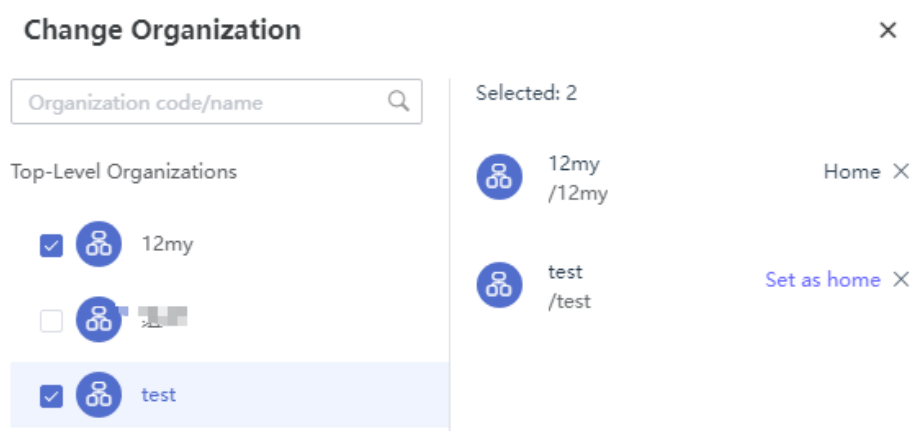 Change Organization
Organization code/name
Top-Level Organizations
12my
test
Selected: 2
12my
/12my
Home
test
/test
Set as home